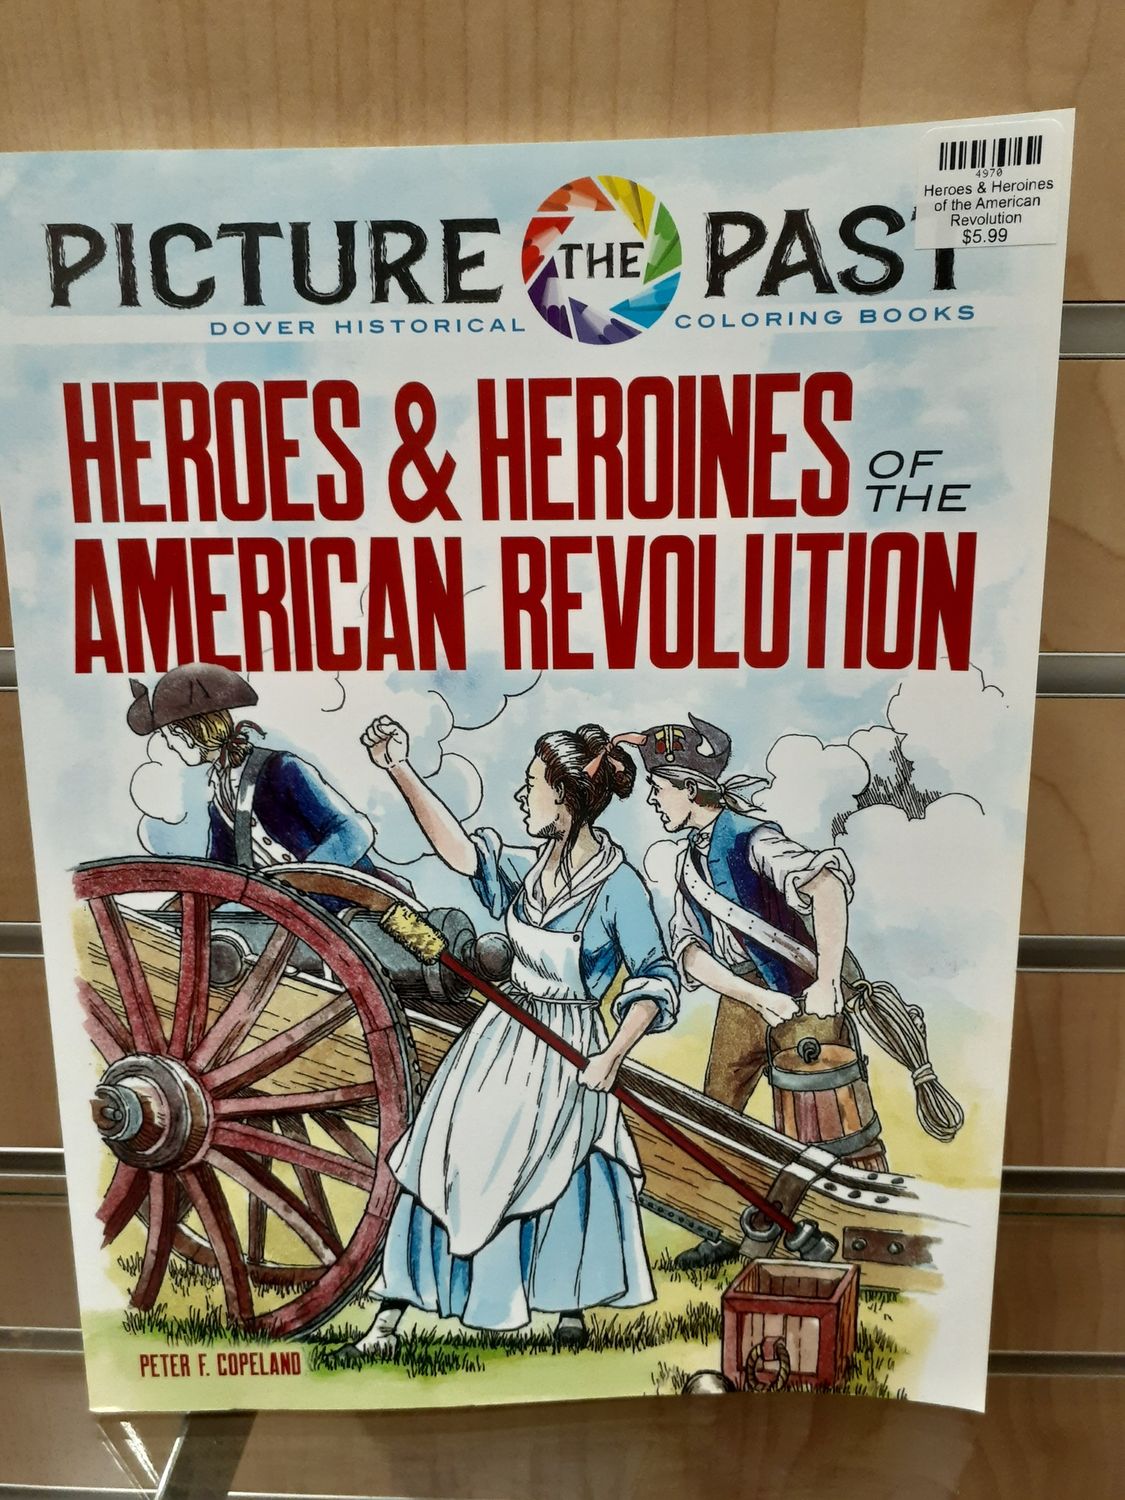 PICTURE THE PAST
DOVER HISTORICAL COLORING BOOKS
4970
Heroes & Heroines
of the American
Revolution
$5.99
HEROES & HEROINES OF THE
AMERICAN REVOLUTION
PETER F. COPELAND